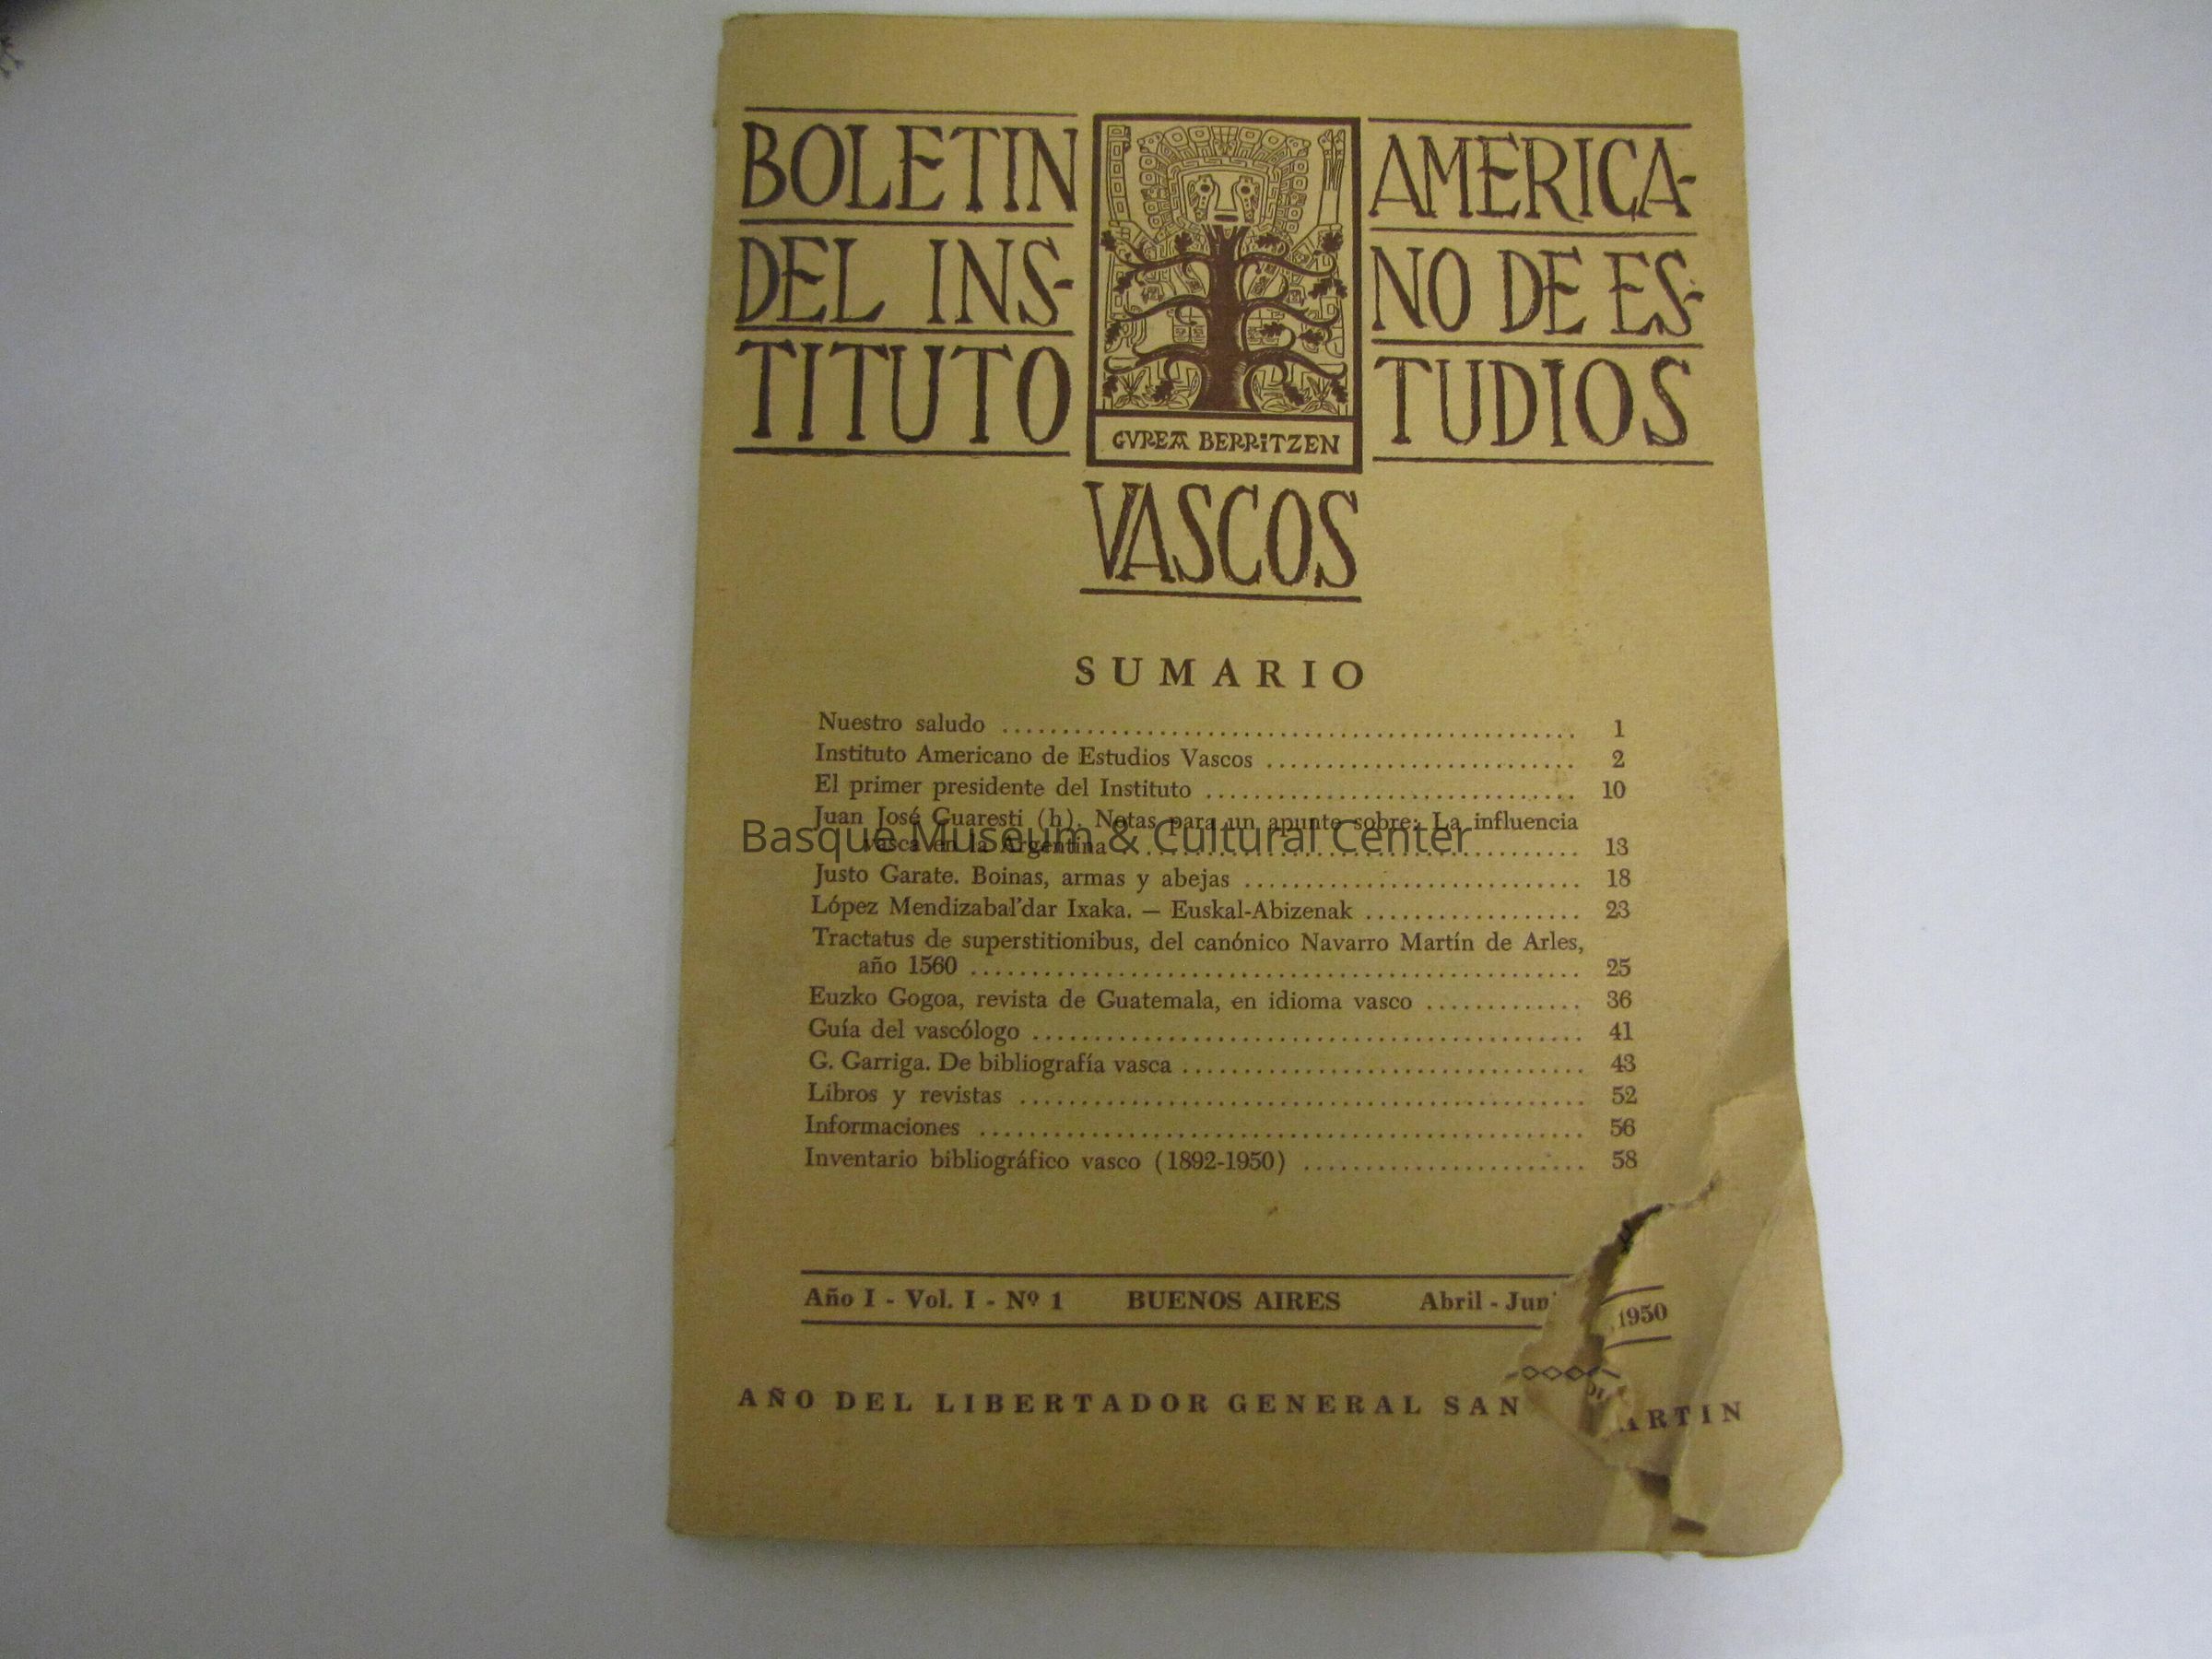 BOLETIN
DEL INS-
TITUTO
AMERICA-
NO DE ES-
TUDIOS
GVREA BERRITZEN
VASCOS
SUMARIO
Nuestro saludo 1
Instituto Americano de Estudios Vascos 2
El primer presidente del Instituto 10
Juan José Guaresti (h). Notas para un apunte sobre: La influencia
vasca en la Argentina 13
Basque Museum & Cultural Center
Justo Garate. Boinas, armas y abejas 18
López Mendizabal'dar Ixaka. — Euskal-Abizenak 23
Tractatus de superstitionibus, del canónico Navarro Martín de Arles,
año 1560 25
Euzko Gogoa, revista de Guatemala, en idioma vasco 36
Guía del vascólogo 41
G. Garriga. De bibliografía vasca 43
Libros y revistas 52
Informaciones 56
Inventario bibliográfico vasco (1892-1950) 58
Año I - Vol. I - Nº 1 BUENOS AIRES Abril - Jun 1950
AÑO DEL LIBERTADOR GENERAL SAN ARTIN